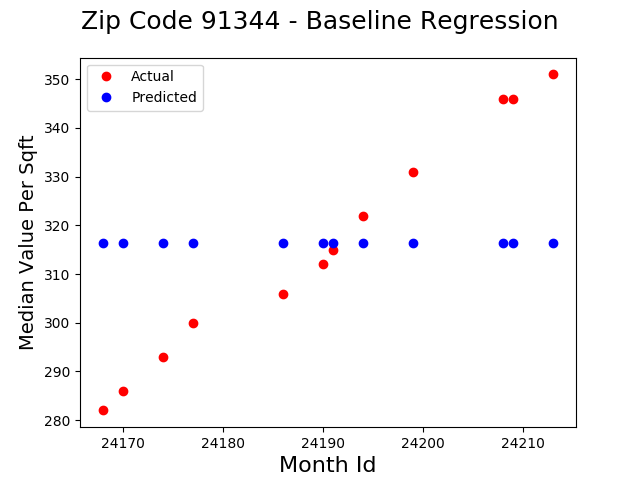 Zip Code 91344 - Baseline Regression
Actual
Predicted
350
340
330
320
310
300
290
280
Median Value Per Sqft
24170 24180 24190 24200 24210
Month Id